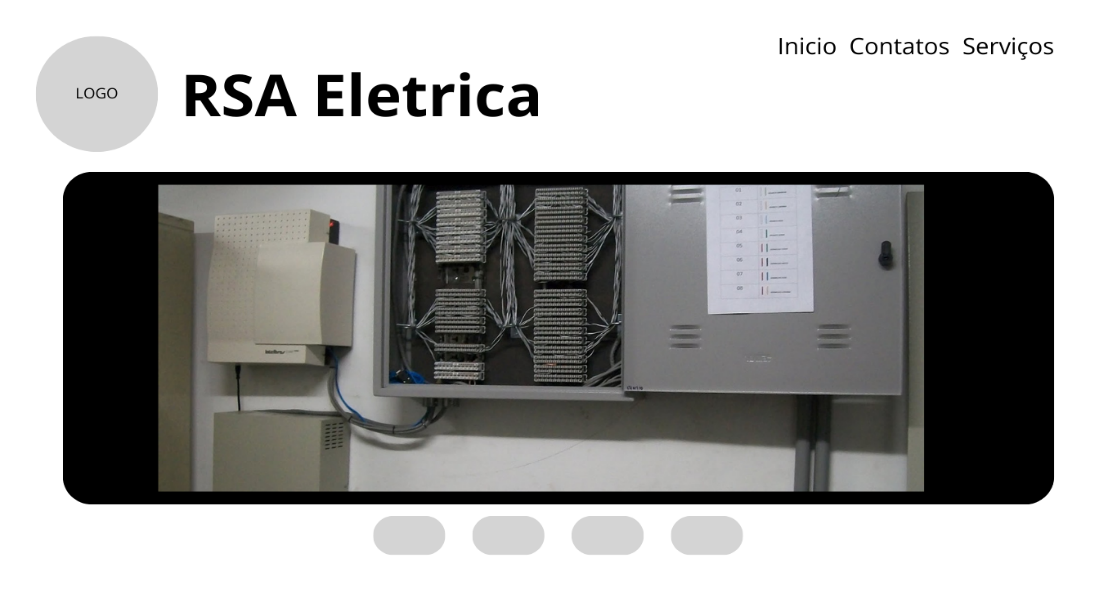 Inicio Contatos Serviços
LOGO
RSA Eletrica